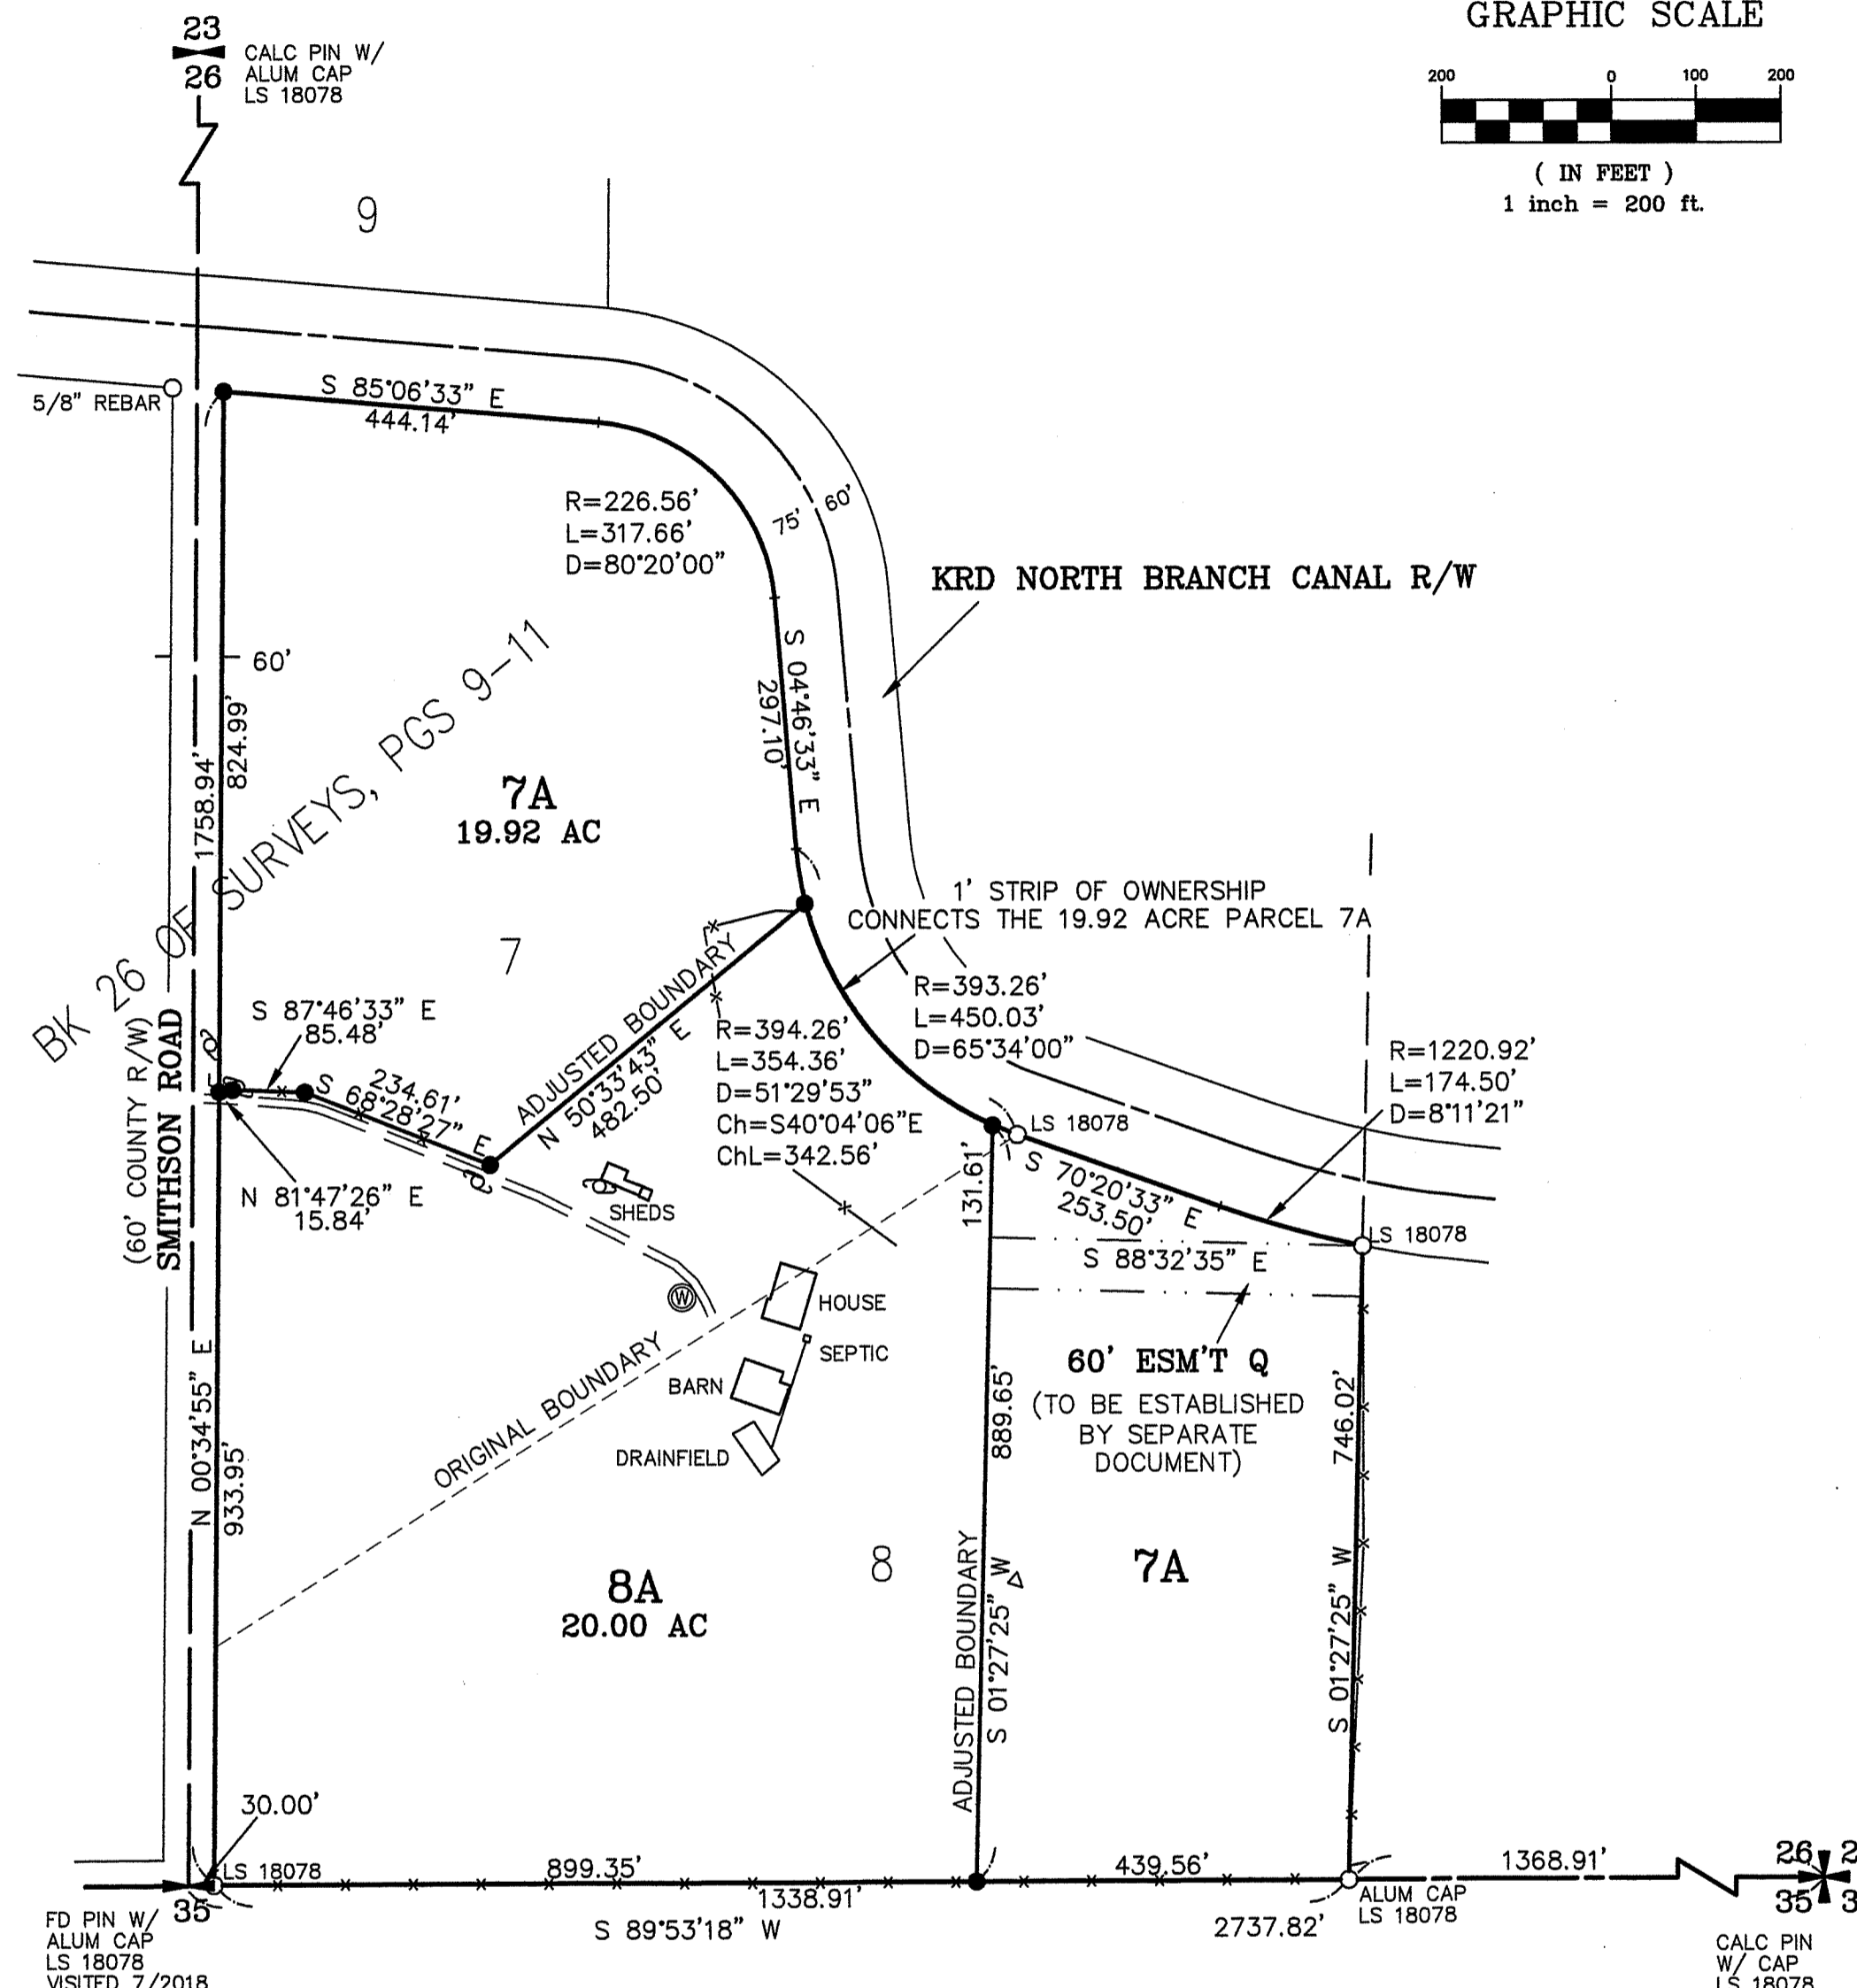 GRAPHIC SCALE
200 0 100 200
( IN FEET )
1 inch = 200 ft.
23
26
CALC PIN W/
ALUM CAP
LS 18078
9
5/8" REBAR
S 85°06'33" E
444.14'
R=226.56'
L=317.66'
D=80°20'00"
75'
60'
KRD NORTH BRANCH CANAL R/W
S 04°46'33" E
297.10'
60'
824.99'
1758.94'
BK 26 OF SURVEYS, PGS 9-11
7A
19.92 AC
7
1' STRIP OF OWNERSHIP
CONNECTS THE 19.92 ACRE PARCEL 7A
R=393.26'
L=450.03'
D=65°34'00"
S 87°46'33" E
85.48'
ADJUSTED BOUNDARY
N 50°33'43" E
482.50'
R=394.26'
L=354.36'
D=51°29'53"
Ch=S40°04'06"E
ChL=342.56'
R=1220.92'
L=174.50'
D=8°11'21"
234.61'
S 68°28'27" E
N 81°47'26" E
15.84'
(60' COUNTY R/W)
SMITHSON ROAD
LS 18078
131.61'
S 70°20'33" E
253.50'
LS 18078
S 88°32'35" E
SHEDS
W
HOUSE
SEPTIC
BARN
DRAINFIELD
ORIGINAL BOUNDARY
60' ESM'T Q
(TO BE ESTABLISHED
BY SEPARATE
DOCUMENT)
889.65'
746.02'
N 00°34'55" E
933.95'
8A
20.00 AC
8
7A
ADJUSTED BOUNDARY
S 01°27'25" W
S 01°27'25" W
30.00'
LS 18078
899.35'
439.56'
1338.91'
S 89°53'18" W
2737.82'
1368.91'
ALUM CAP
LS 18078
35
FD PIN W/
ALUM CAP
LS 18078
VISITED 7/2018
26 2
35 3
CALC PIN
W/ CAP
LS 18078